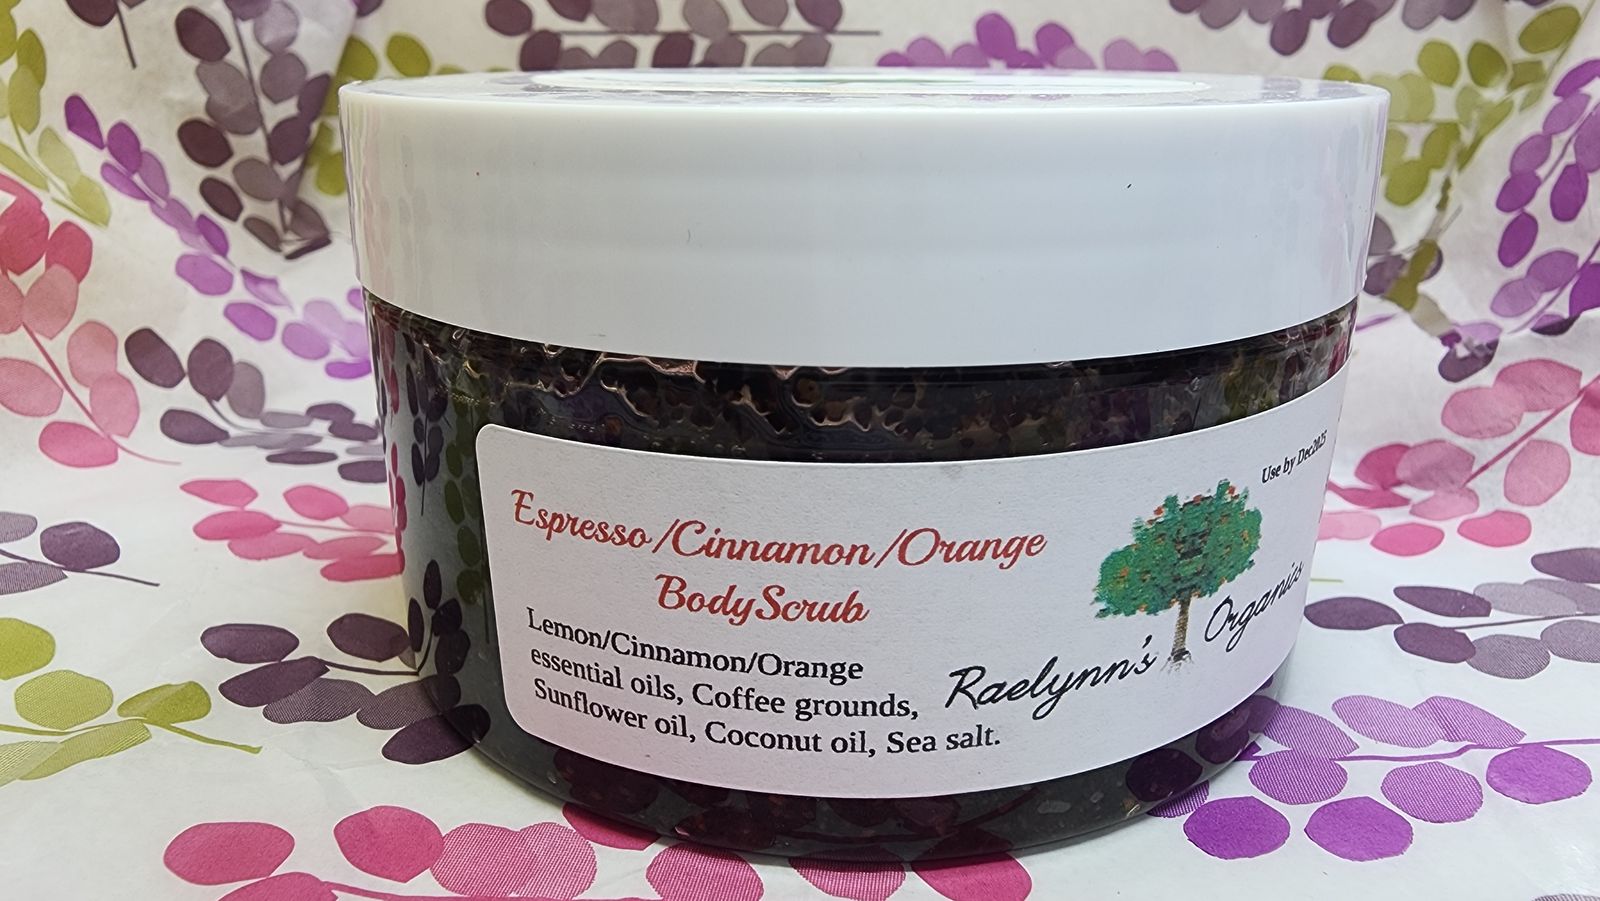 Use by Dec2025
Espresso/Cinnamon/Orange
BodyScrub
Lemon/Cinnamon/Orange
essential oils, Coffee grounds,
Sunflower oil, Coconut oil, Sea salt.
Raelynn's Organics